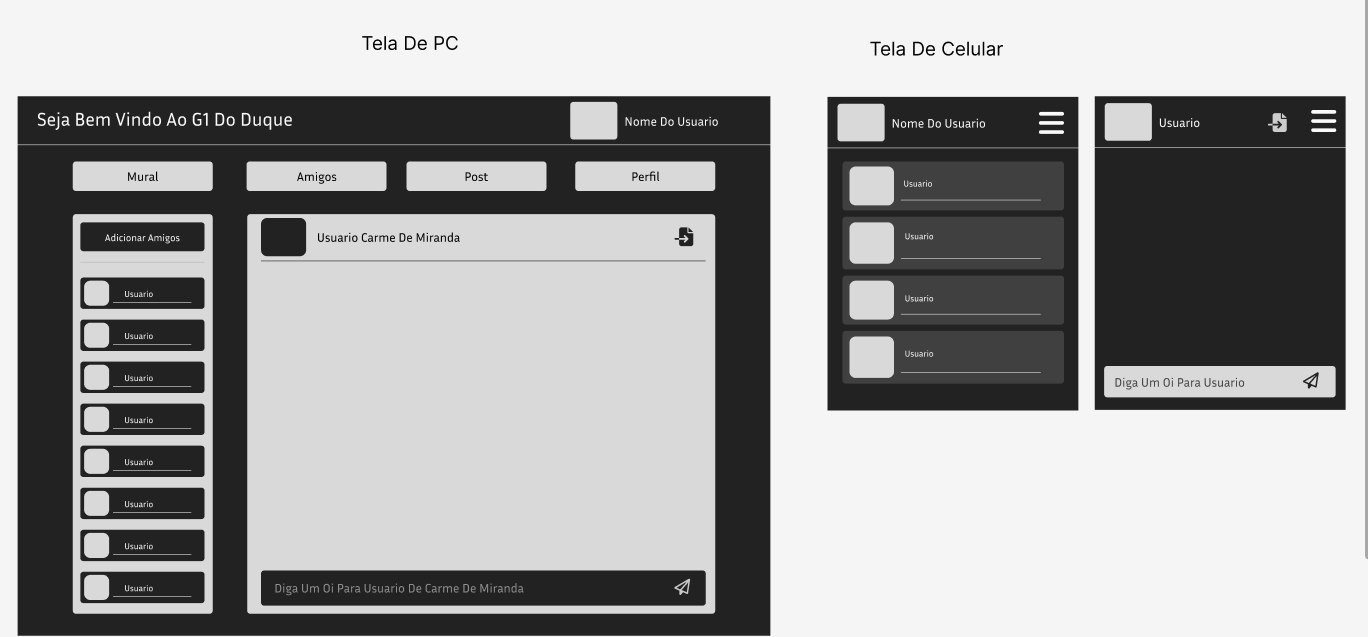 Tela De PC
Tela De Celular
Seja Bem Vindo Ao G1 Do Duque
Nome Do Usuario
Mural
Amigos
Post
Perfil
Adicionar Amigos
Usuario
Usuario
Usuario
Usuario
Usuario
Usuario
Usuario
Usuario
Usuario Carme De Miranda
Diga Um Oi Para Usuario De Carme De Miranda
Nome Do Usuario
Usuario
Usuario
Usuario
Usuario
Usuario
Diga Um Oi Para Usuario